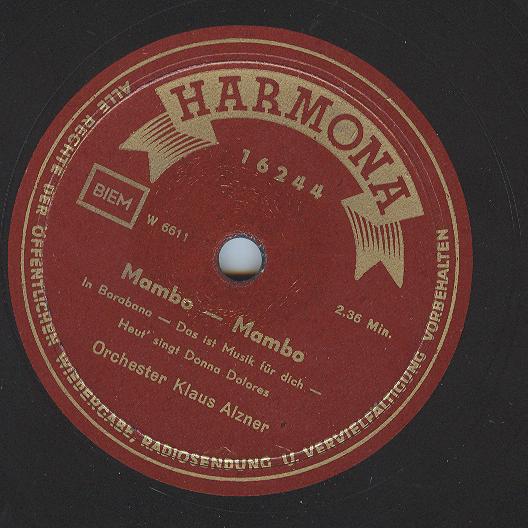 HARMONA
16244
BIEM
W 6611
2.36 Min.
Mambo — Mambo
In Barabana — Das ist Musik für dich —
Heut' singt Donna Dolores
Orchester Klaus Alzner
ALLE RECHTE DER ÖFFENTLICHEN WIEDERGABE, RADIOSENDUNG U. VERVIELFÄLTIGUNG VORBEHALTEN